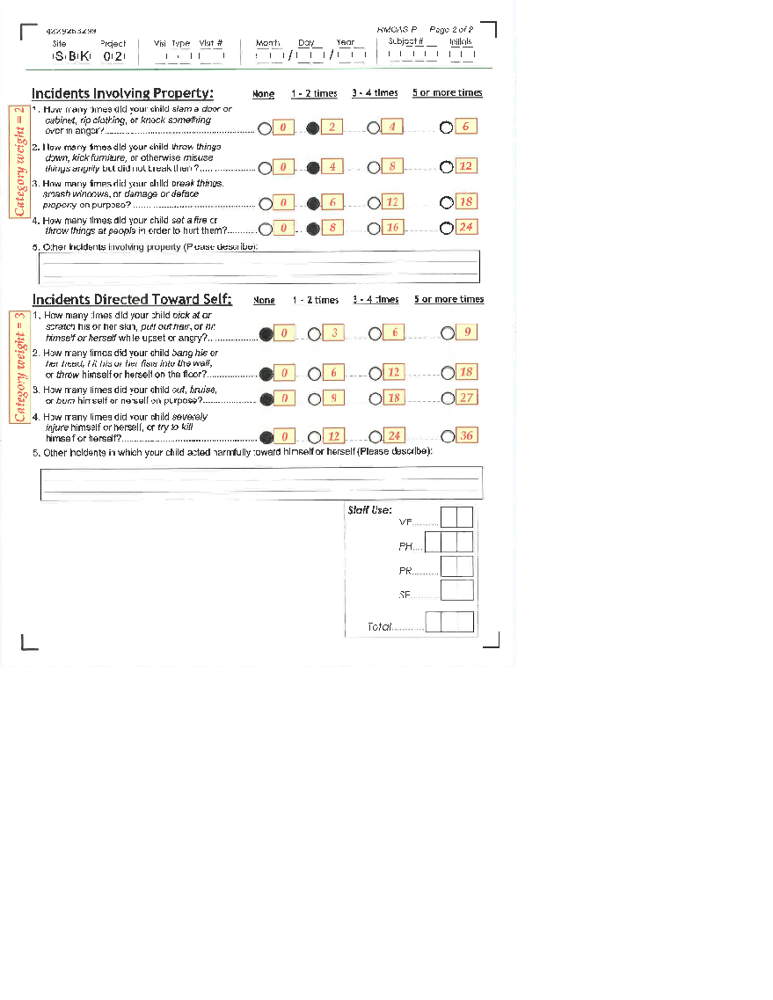 RMOAS-P Page 2 of 2
Site Project Visit Type Visit # Month Day Year Subject # Initials
SBK 02 / /
Incidents Involving Property: None 1 - 2 times 3 - 4 times 5 or more times
Category weight = 2
1. How many times did your child slam a door or
cabinet, rip clothing, or knock something
over in anger? 0 2 4 6
2. How many times did your child throw things
down, kick furniture, or otherwise misuse
things angrily but did not break them? 0 4 8 12
3. How many times did your child break things,
smash windows, or damage or deface
property on purpose? 0 6 12 18
4. How many times did your child set a fire or
throw things at people in order to hurt them? 0 8 16 24
5. Other incidents involving property (Please describe):
Incidents Directed Toward Self: None 1 - 2 times 3 - 4 times 5 or more times
Category weight = 3
1. How many times did your child pick at or
scratch his or her skin, pull out hair, or hit
himself or herself while upset or angry? 0 3 6 9
2. How many times did your child bang his or
her head, hit his or her fists into the wall,
or throw himself or herself on the floor? 0 6 12 18
3. How many times did your child cut, bruise,
or burn himself or herself on purpose? 0 9 18 27
4. How many times did your child severely
injure himself or herself, or try to kill
himself or herself? 0 12 24 36
5. Other incidents in which your child acted harmfully toward himself or herself (Please describe):
Staff Use:
VE
PH
PR
SE
Total